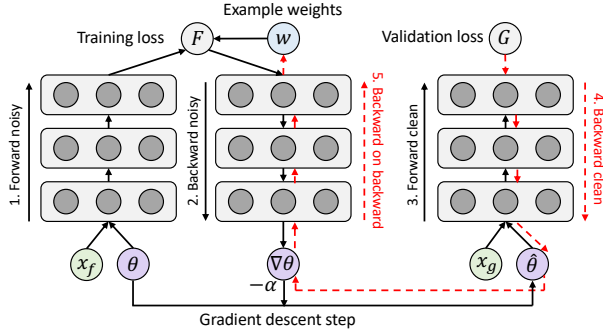 Example weights
Training loss
F
w
Validation loss
G
1. Forward noisy
2. Backward noisy
5. Backward on backward
3. Forward clean
4. Backward clean
x_f
θ
∇θ
x_g
θ̂
−α
Gradient descent step